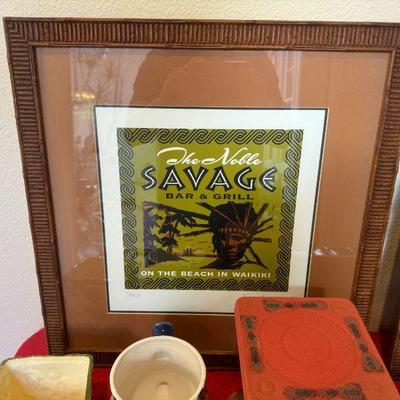 The Noble
SAVAGE
BAR & GRILL
ON THE BEACH IN WAIKIKI